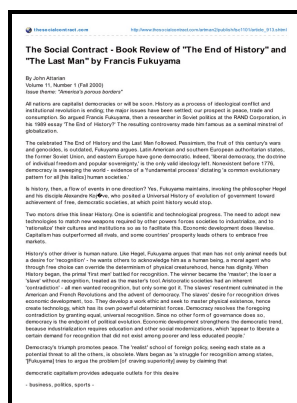 thesocialcontract.com
http://www.thesocialcontract.com/artman2/publish/tsc1101/article_913.shtml
The Social Contract - Book Review of "The End of History" and
"The Last Man" by Francis Fukuyama
By John Attarian
Volume 11, Number 1 (Fall 2000)
Issue theme: "America's porous borders"
All nations are capitalist democracies or will be soon. History as a process of ideological conflict and
institutional revolution is ending; the major issues have been settled; our prospect is peace, trade and
consumption. So argued Francis Fukuyama, then a researcher in Soviet politics at the RAND Corporation, in
his 1989 essay 'The End of History?' The resulting controversy made him famous as a seminal minstrel of
globalization.
The celebrated The End of History and the Last Man followed. Pessimism, the fruit of this century's wars
and genocides, is outdated, Fukuyama argues. Latin American and southern European authoritarian states,
the former Soviet Union, and eastern Europe have gone democratic. Indeed, 'liberal democracy, the doctrine
of individual freedom and popular sovereignty,' is the only valid ideology left. Nonexistent before 1776,
democracy is sweeping the world - evidence of a 'fundamental process' dictating 'a common evolutionary
pattern for all [his italics] human societies.'
Is history, then, a flow of events in one direction? Yes, Fukuyama maintains, invoking the philosopher Hegel
and his disciple Alexandre Koj�ve, who posited a Universal History of evolution of government toward
achievement of free, democratic societies, at which point history would stop.
Two motors drive this linear History. One is scientific and technological progress. The need to adopt new
technologies to match new weapons required by other powers forces societies to industrialize, and to
'rationalize' their cultures and institutions so as to facilitate this. Economic development does likewise.
Capitalism has outperformed all rivals, and some countries' prosperity leads others to embrace free
markets.
History's other driver is human nature. Like Hegel, Fukuyama argues that man has not only animal needs but
a desire for 'recognition' - he wants others to acknowledge him as a human being, a moral agent who
through free choice can override the determinism of physical creaturehood, hence has dignity. When
History began, the primal 'first men' battled for recognition. The winner became the 'master'; the loser a
'slave' without recognition, treated as the master's tool. Aristocratic societies had an inherent
'contradiction' - all men wanted recognition, but only some got it. The 'slaves' resentment culminated in the
American and French Revolutions and the advent of democracy. The slaves' desire for recognition drives
economic development, too. They develop a work ethic and seek to master physical existence, hence
create technology, which has its own powerful determinist forces. Democracy resolves the foregoing
contradiction by granting equal, universal recognition. Since no other form of governance does so,
democracy is the endpoint of political evolution. Economic development strengthens the democratic trend,
because industrialization requires education and other social modernizations, which 'appear to liberate a
certain demand for recognition that did not exist among poorer and less educated people.'
Democracy's triumph promises peace. The 'realist' school of foreign policy, seeing each state as a
potential threat to all the others, is obsolete. Wars began as 'a struggle for recognition among states,
'[Fukuyama] tries to argue the problem [of craving superiority] away by claiming that
democratic capitalism provides adequate outlets for this desire
- business, politics, sports -